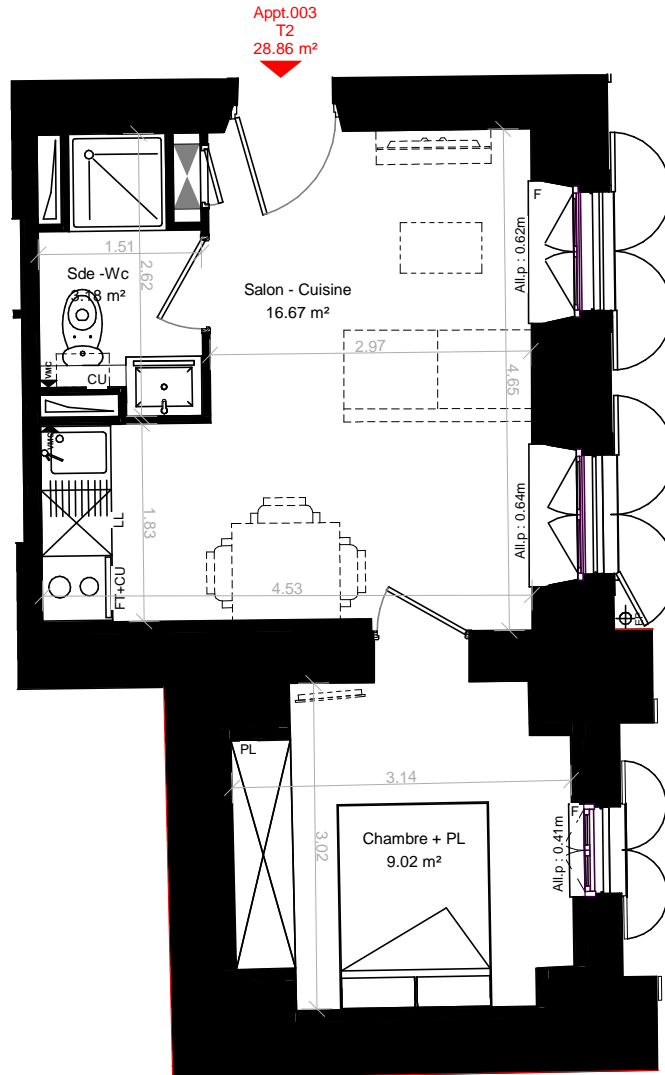 Appt.003
T2
28.86 m²
F
All.p : 0.62m
1.51
2.62
Sde -Wc
3.18 m²
Salon - Cuisine
16.67 m²
2.97
4.65
VMC
CU
VMC
LL
1.83
FT+CU
4.53
All.p : 0.64m
PL
3.14
3.02
Chambre + PL
9.02 m²
F
All.p : 0.41m